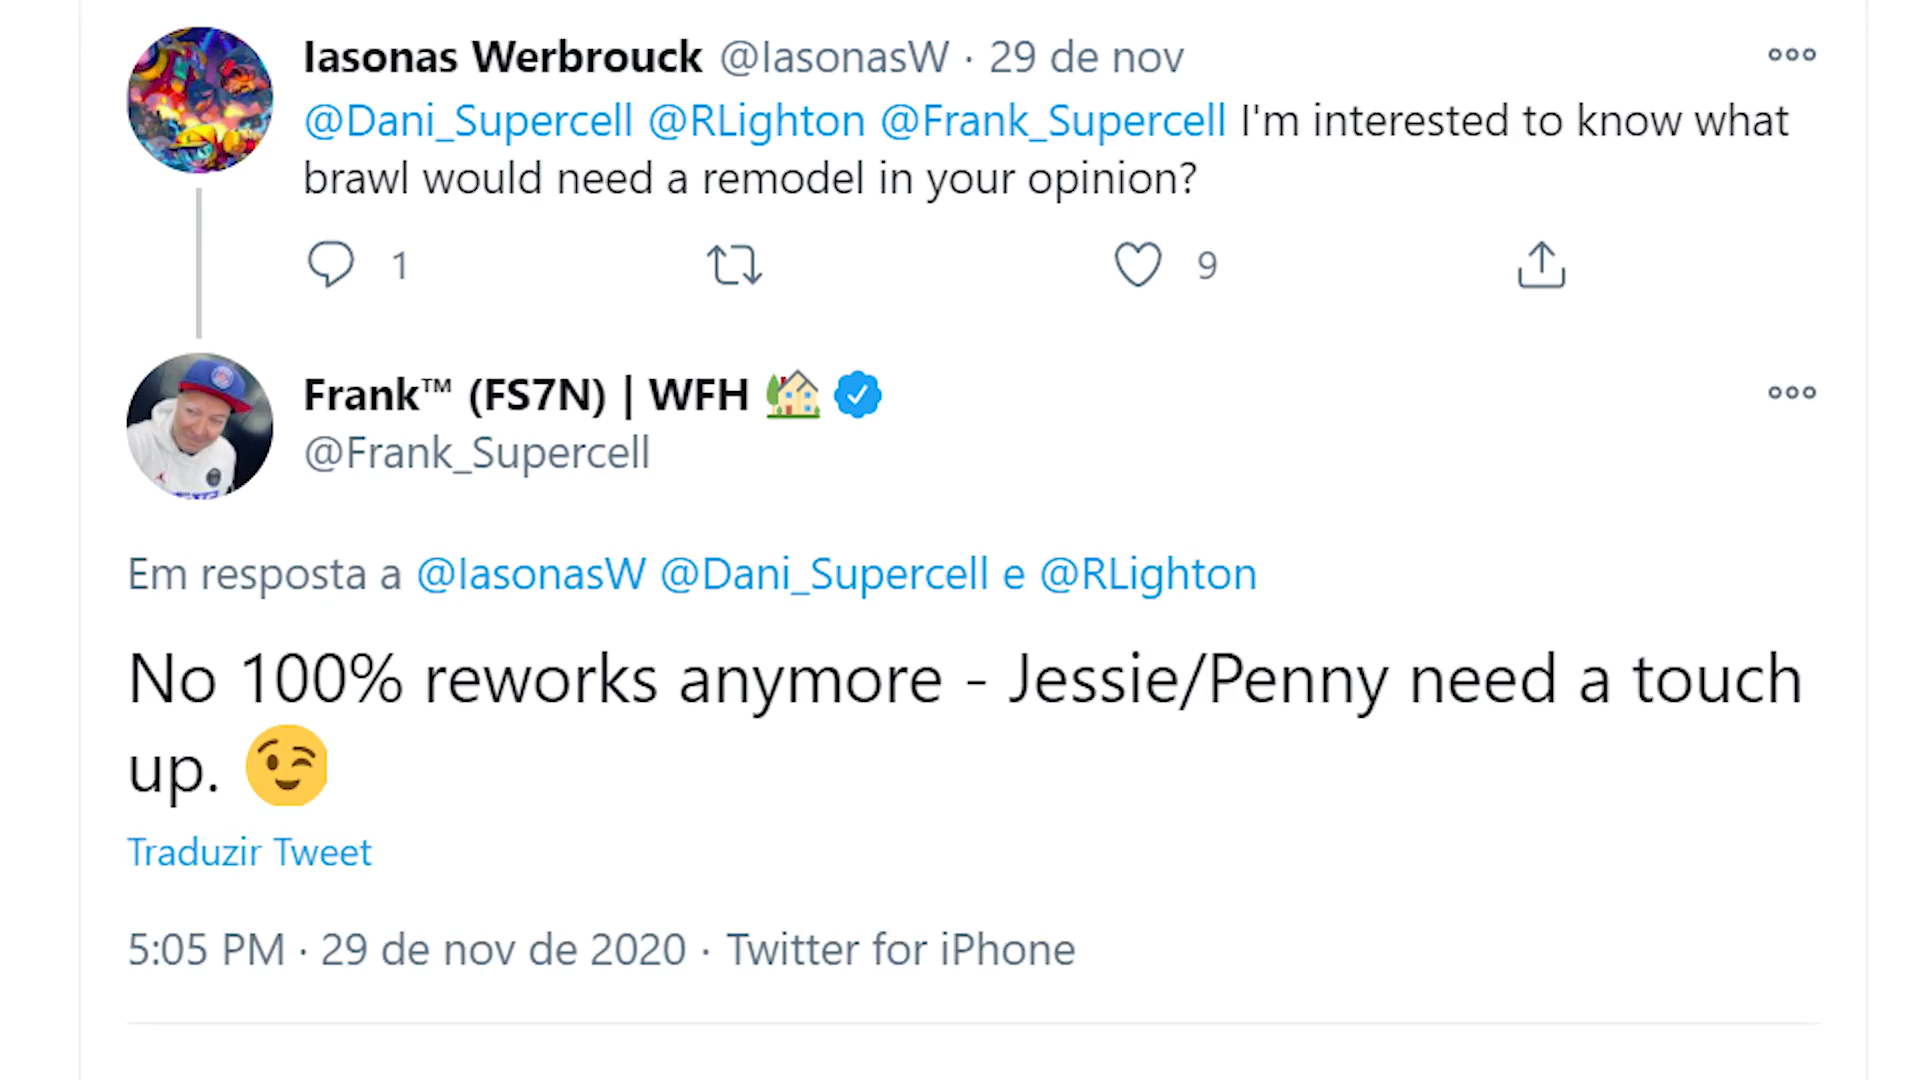 Iasonas Werbrouck @IasonasW · 29 de nov
@Dani_Supercell @RLighton @Frank_Supercell I'm interested to know what
brawl would need a remodel in your opinion?
1 9
Frank™ (FS7N) | WFH
@Frank_Supercell
Em resposta a @IasonasW @Dani_Supercell e @RLighton
No 100% reworks anymore - Jessie/Penny need a touch
up. 😉
Traduzir Tweet
5:05 PM · 29 de nov de 2020 · Twitter for iPhone